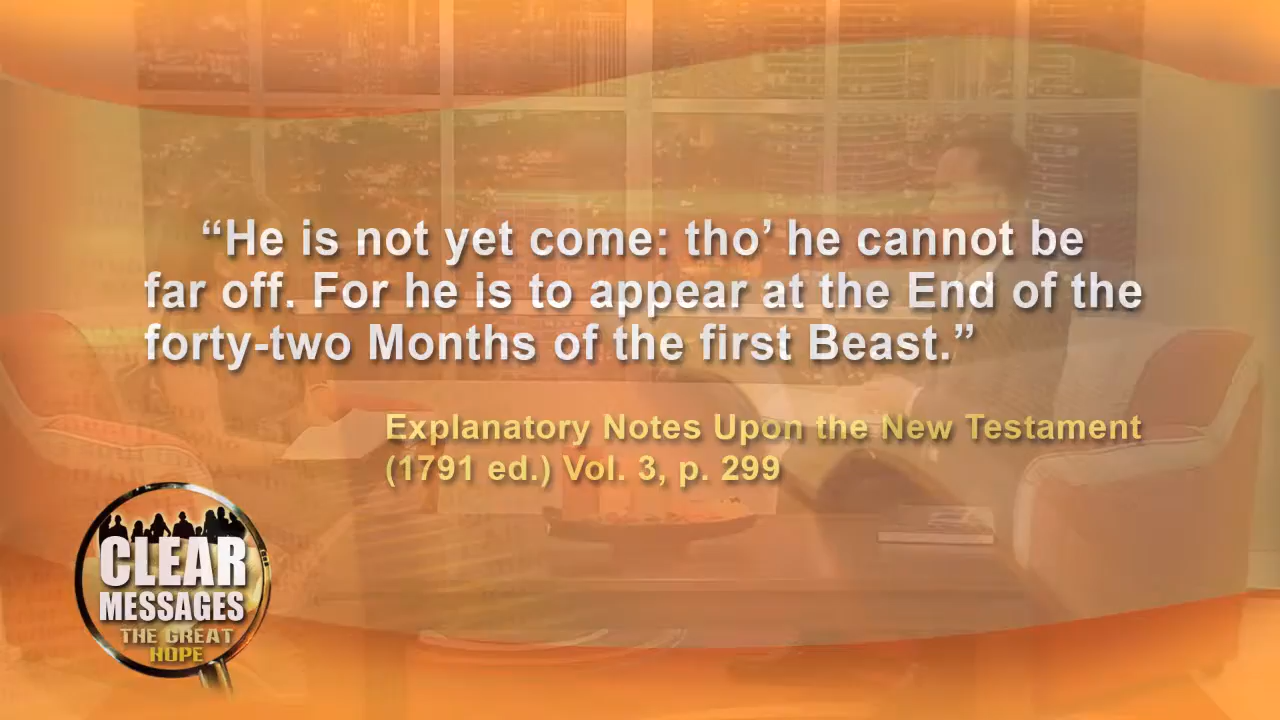 “He is not yet come: tho’ he cannot be
far off. For he is to appear at the End of the
forty-two Months of the first Beast.”
Explanatory Notes Upon the New Testament
(1791 ed.) Vol. 3, p. 299
CLEAR
MESSAGES
THE GREAT
HOPE